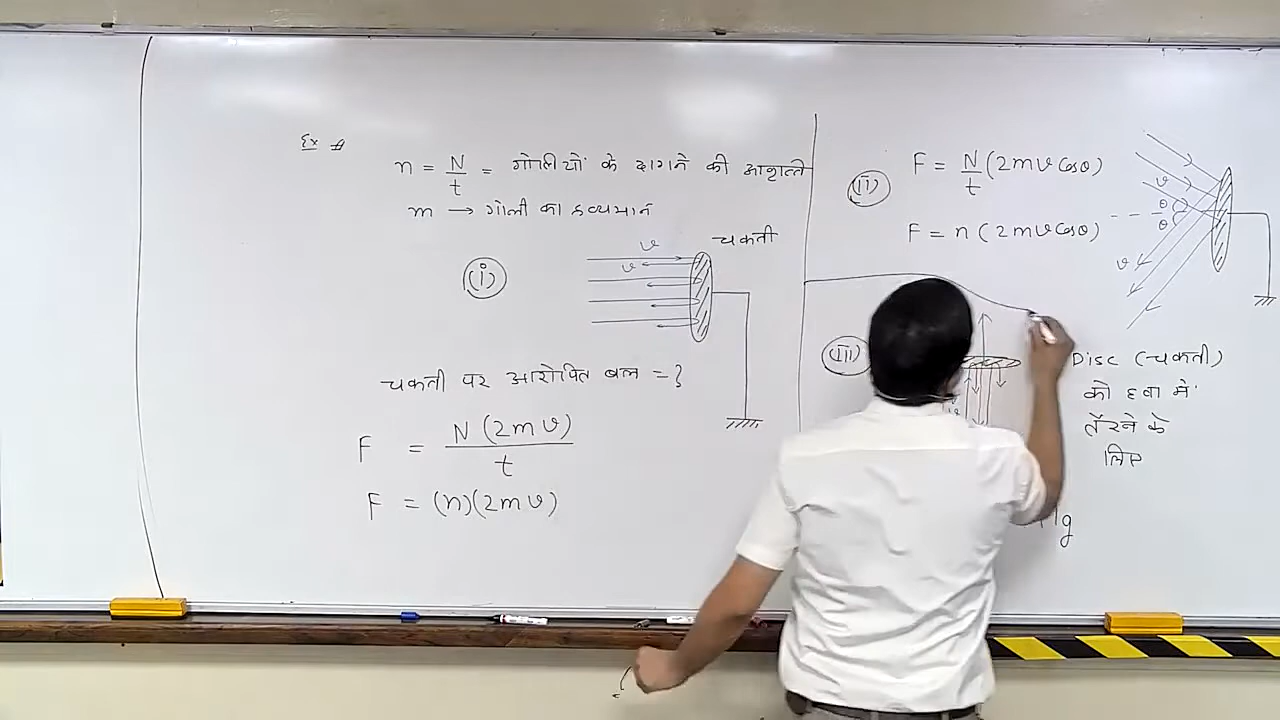 Ex #
n = N/t = गोलीयों के दागने की आवृत्ति
m → गोली का द्रव्यमान
(i)
v
v
चकती
चकती पर आरोपित बल = ?
F = N(2mv)/t
F = (n)(2mv)
(ii)
F = N/t (2mv Cosθ)
F = n(2mv Cosθ)
v
θ
θ
v
(iii)
Disc (चकती)
को हवा में
तैरने के
लिए
g